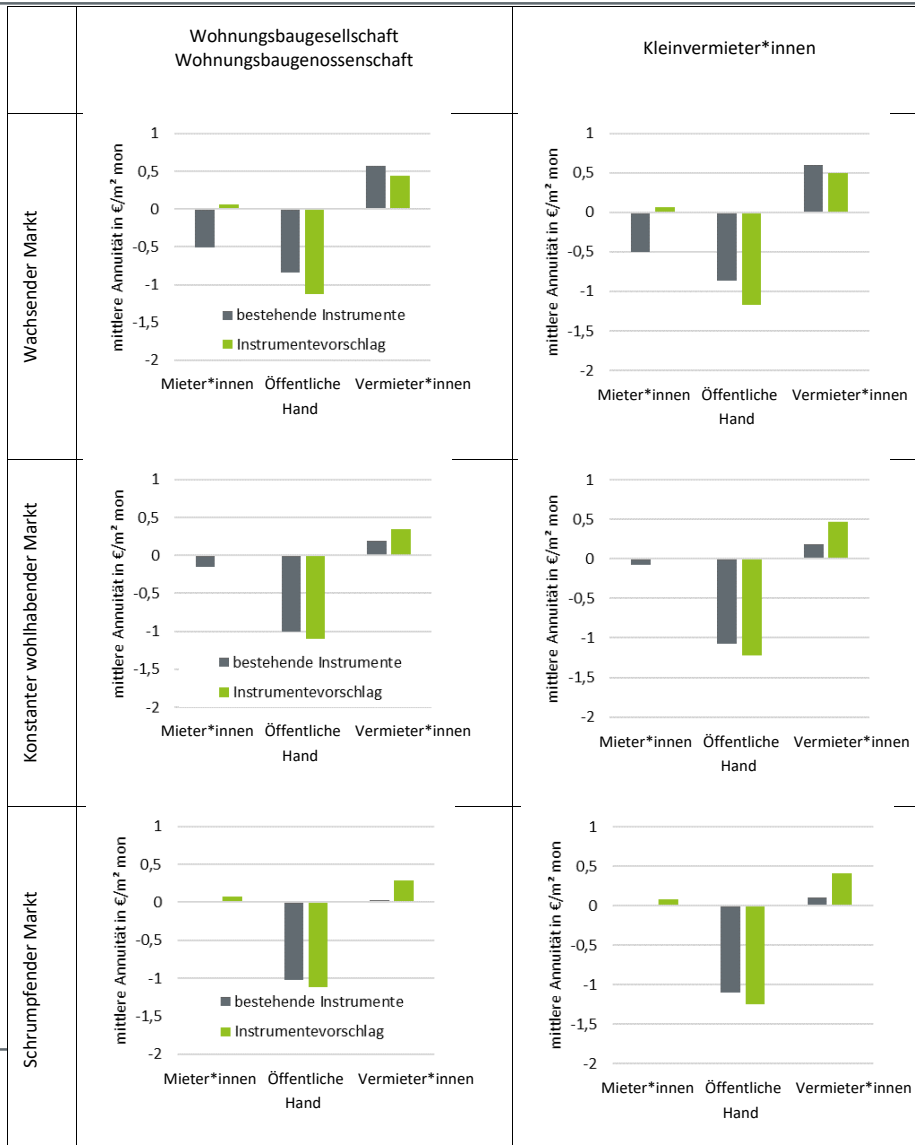 Wohnungsbaugesellschaft
Wohnungsbaugenossenschaft
Kleinvermieter*innen
Wachsender Markt
mittlere Annuität in €/m² mon
1
0,5
0
-0,5
-1
-1,5
-2
bestehende Instrumente
Instrumentevorschlag
Mieter*innen Öffentliche Vermieter*innen
Hand
mittlere Annuität in €/m² mon
1
0,5
0
-0,5
-1
-1,5
-2
Mieter*innen Öffentliche Vermieter*innen
Hand
Konstanter wohlhabender Markt
mittlere Annuität in €/m² mon
1
0,5
0
-0,5
-1
-1,5
-2
bestehende Instrumente
Instrumentevorschlag
Mieter*innen Öffentliche Vermieter*innen
Hand
mittlere Annuität in €/m² mon
1
0,5
0
-0,5
-1
-1,5
-2
Mieter*innen Öffentliche Vermieter*innen
Hand
Schrumpfender Markt
mittlere Annuität in €/m² mon
1
0,5
0
-0,5
-1
-1,5
-2
bestehende Instrumente
Instrumentevorschlag
Mieter*innen Öffentliche Vermieter*innen
Hand
mittlere Annuität in €/m² mon
1
0,5
0
-0,5
-1
-1,5
-2
Mieter*innen Öffentliche Vermieter*innen
Hand